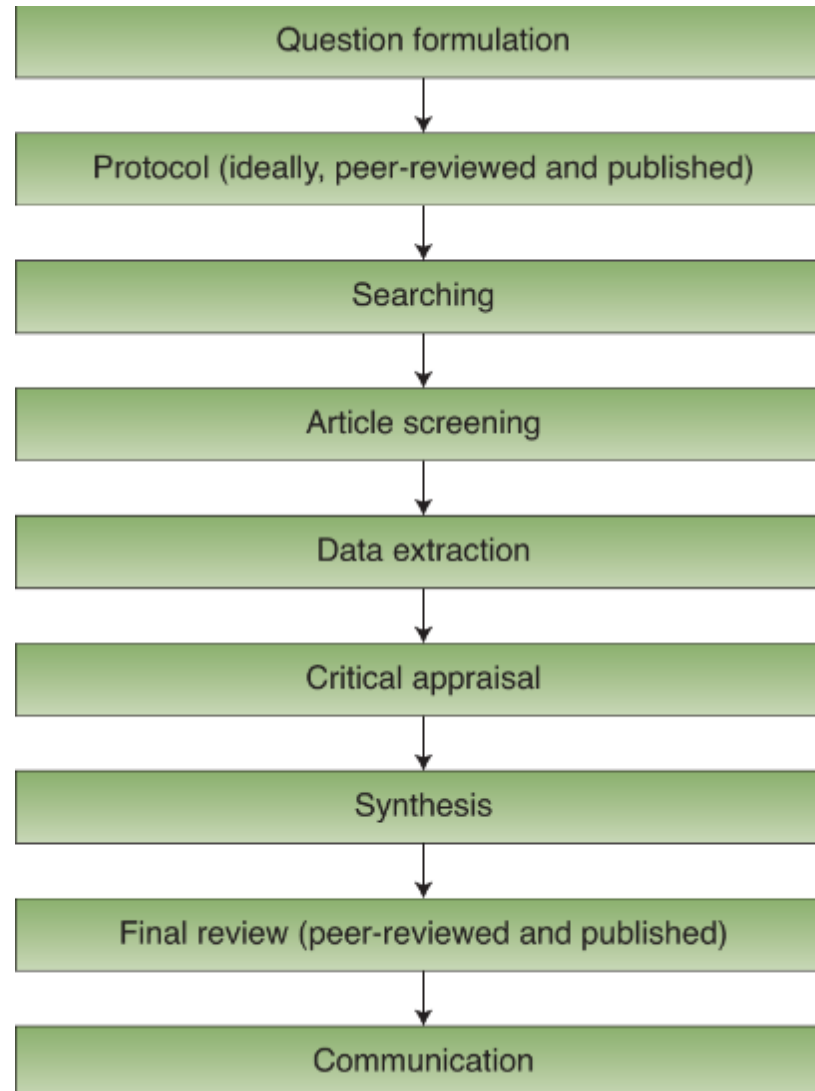 Question formulation
Protocol (ideally, peer-reviewed and published)
Searching
Article screening
Data extraction
Critical appraisal
Synthesis
Final review (peer-reviewed and published)
Communication